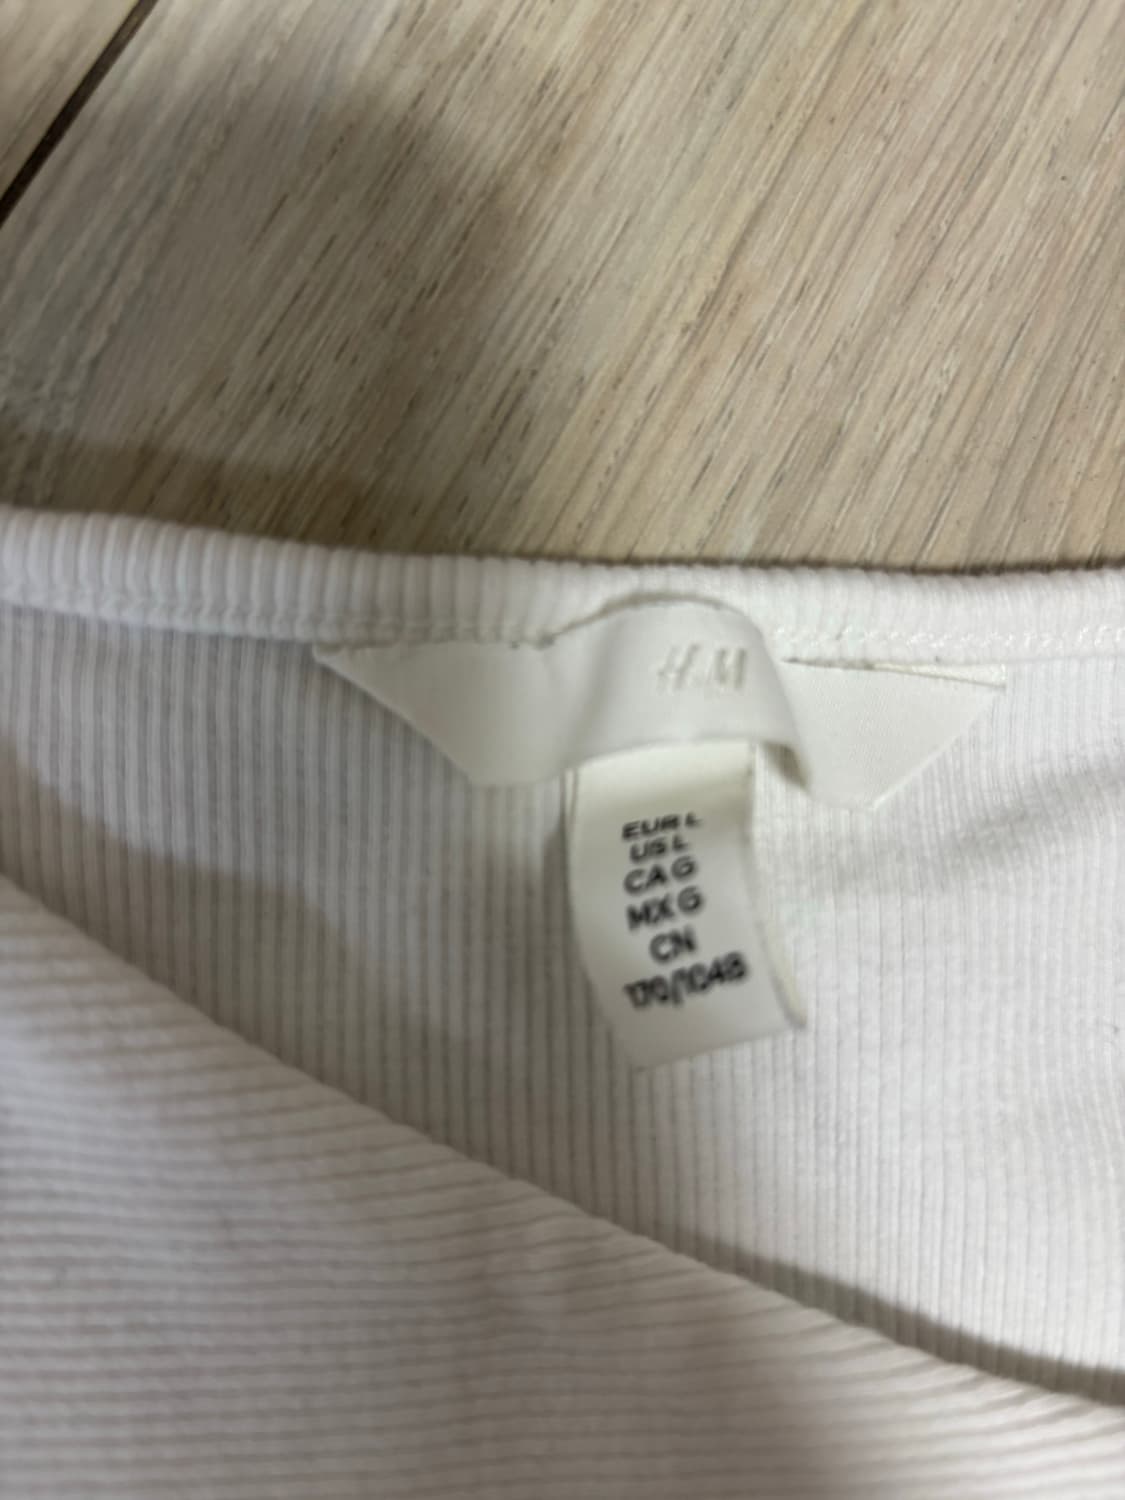 H&M
EUR L
US L
CA G
MX G
CN
170/104B